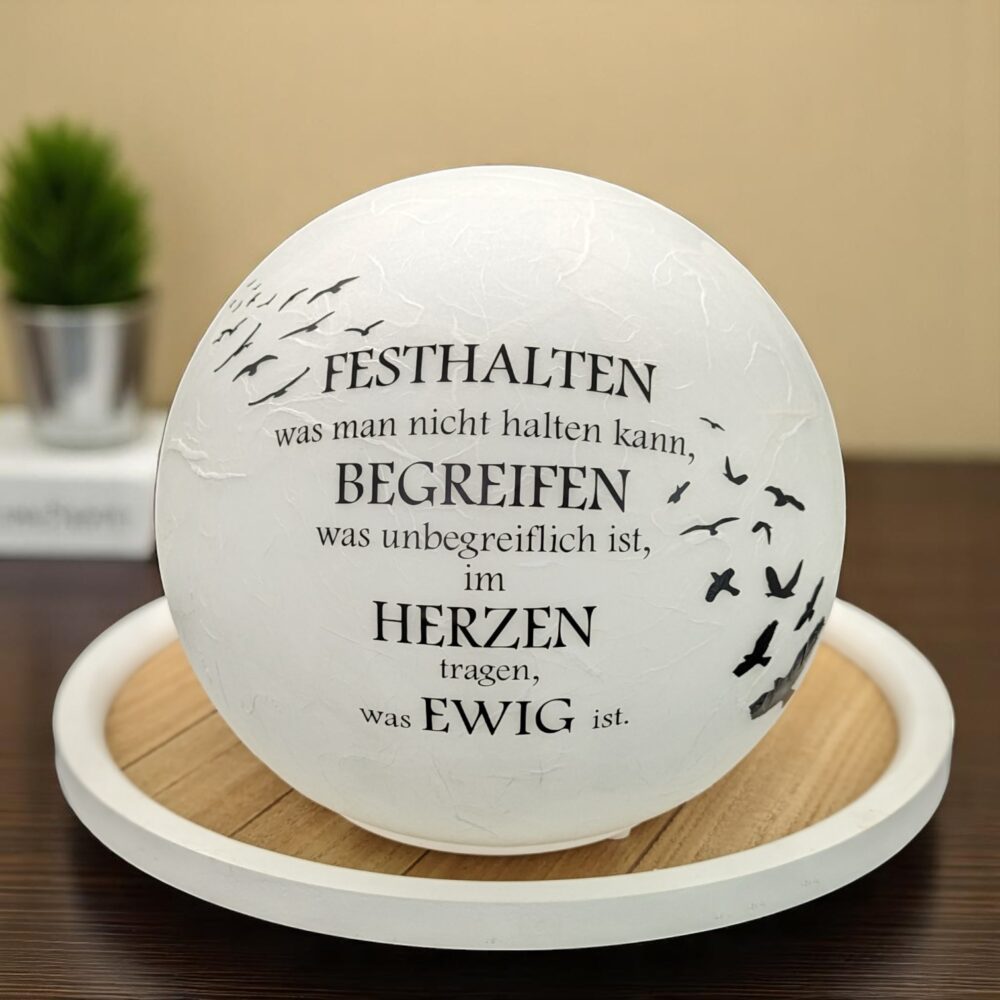 FESTHALTEN
was man nicht halten kann,
BEGREIFEN
was unbegreiflich ist,
im
HERZEN
tragen,
was EWIG ist.